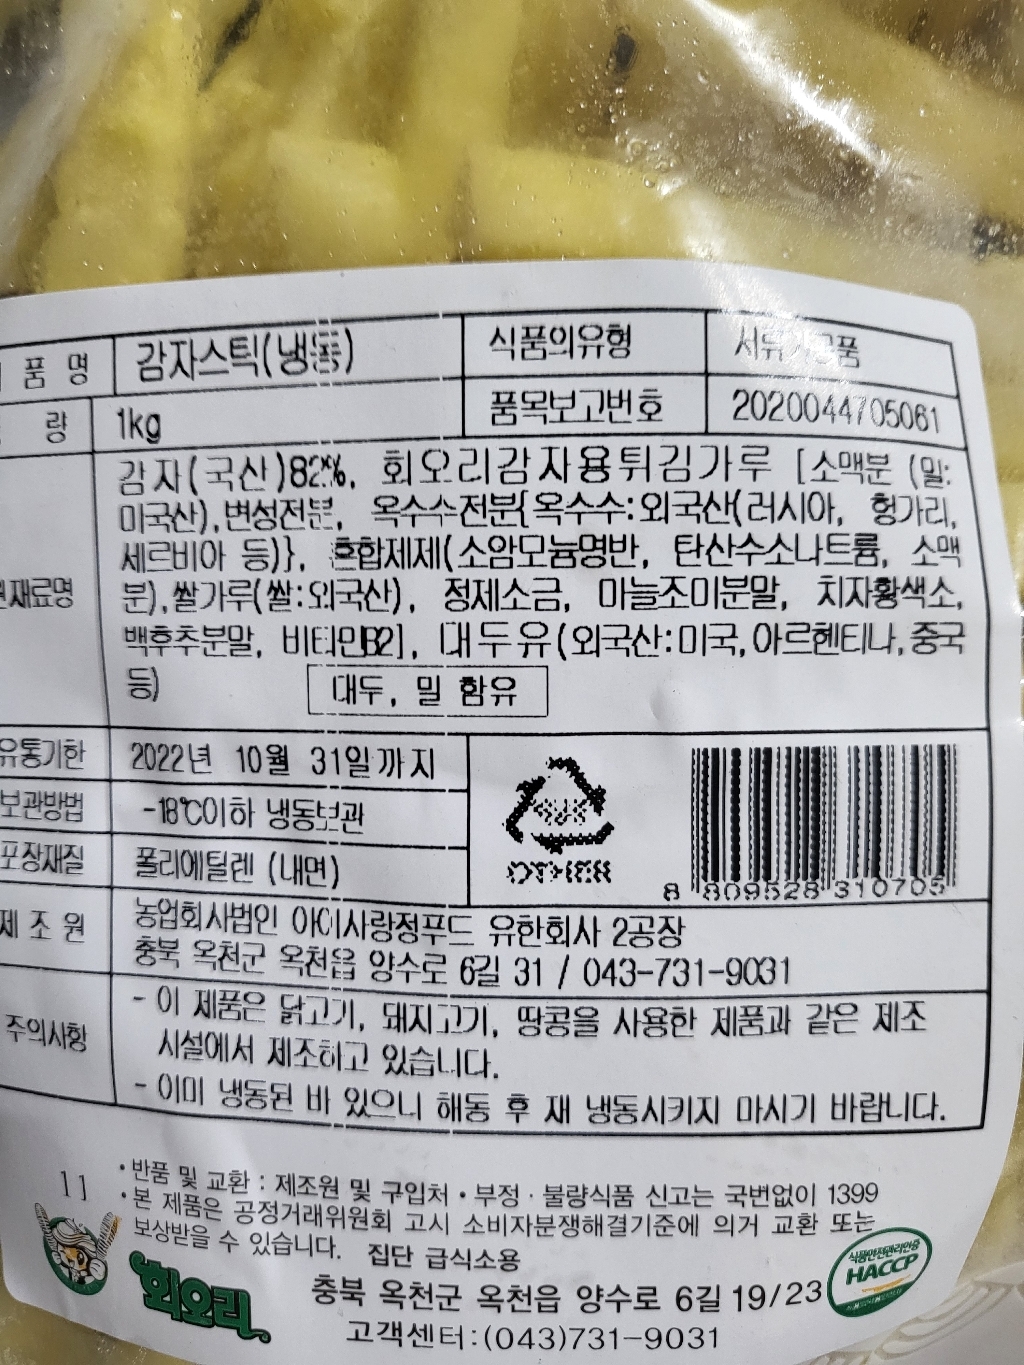 품 명 감자스틱(냉동) 식품의유형 서류가공품
량 1kg 품목보고번호 2020044705061
감자(국산)82%, 회오리감자용튀김가루 [소맥분 (밀:
미국산), 변성전분, 옥수수전분{옥수수:외국산(러시아, 헝가리,
세르비아 등)}, 혼합제제(소암모늄명반, 탄산수소나트륨, 소맥
원재료명 분), 쌀가루(쌀:외국산), 정제소금, 마늘조미분말, 치자황색소,
백후추분말, 비타민B2], 대두유(외국산:미국, 아르헨티나, 중국
등) 대두, 밀 함유
유통기한 2022년 10월 31일까지
보관방법 -18℃이하 냉동보관
포장재질 폴리에틸렌 (내면)
OTHER
8 809528 310705
제 조 원 농업회사법인 아이사랑정푸드 유한회사 2공장
충북 옥천군 옥천읍 양수로 6길 31 / 043-731-9031
주의사항 - 이 제품은 닭고기, 돼지고기, 땅콩을 사용한 제품과 같은 제조
시설에서 제조하고 있습니다.
- 이미 냉동된 바 있으니 해동 후 재 냉동시키지 마시기 바랍니다.
11
• 반품 및 교환 : 제조원 및 구입처 • 부정 · 불량식품 신고는 국번없이 1399
• 본 제품은 공정거래위원회 고시 소비자분쟁해결기준에 의거 교환 또는
보상받을 수 있습니다. 집단 급식소용
회오리
충북 옥천군 옥천읍 양수로 6길 19/23
고객센터:(043)731-9031
식품안전관리인증
HACCP